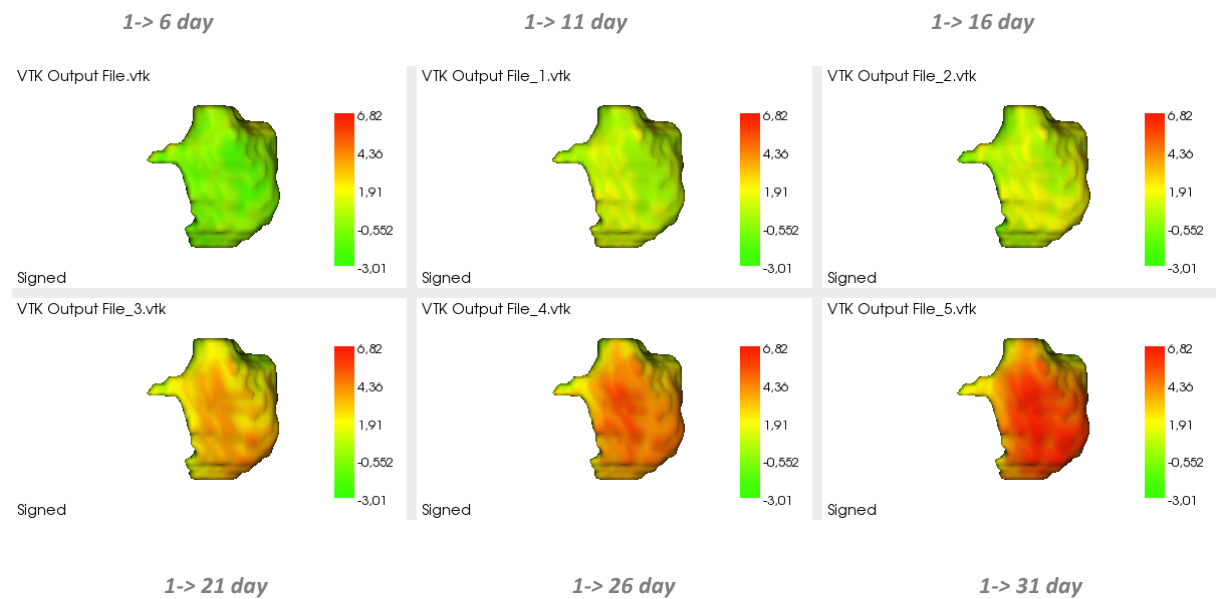 1-> 6 day
1-> 11 day
1-> 16 day
VTK Output File.vtk
6,82
4,36
1,91
-0,552
-3,01
Signed
VTK Output File_1.vtk
6,82
4,36
1,91
-0,552
-3,01
Signed
VTK Output File_2.vtk
6,82
4,36
1,91
-0,552
-3,01
Signed
VTK Output File_3.vtk
6,82
4,36
1,91
-0,552
-3,01
Signed
VTK Output File_4.vtk
6,82
4,36
1,91
-0,552
-3,01
Signed
VTK Output File_5.vtk
6,82
4,36
1,91
-0,552
-3,01
Signed
1-> 21 day
1-> 26 day
1-> 31 day